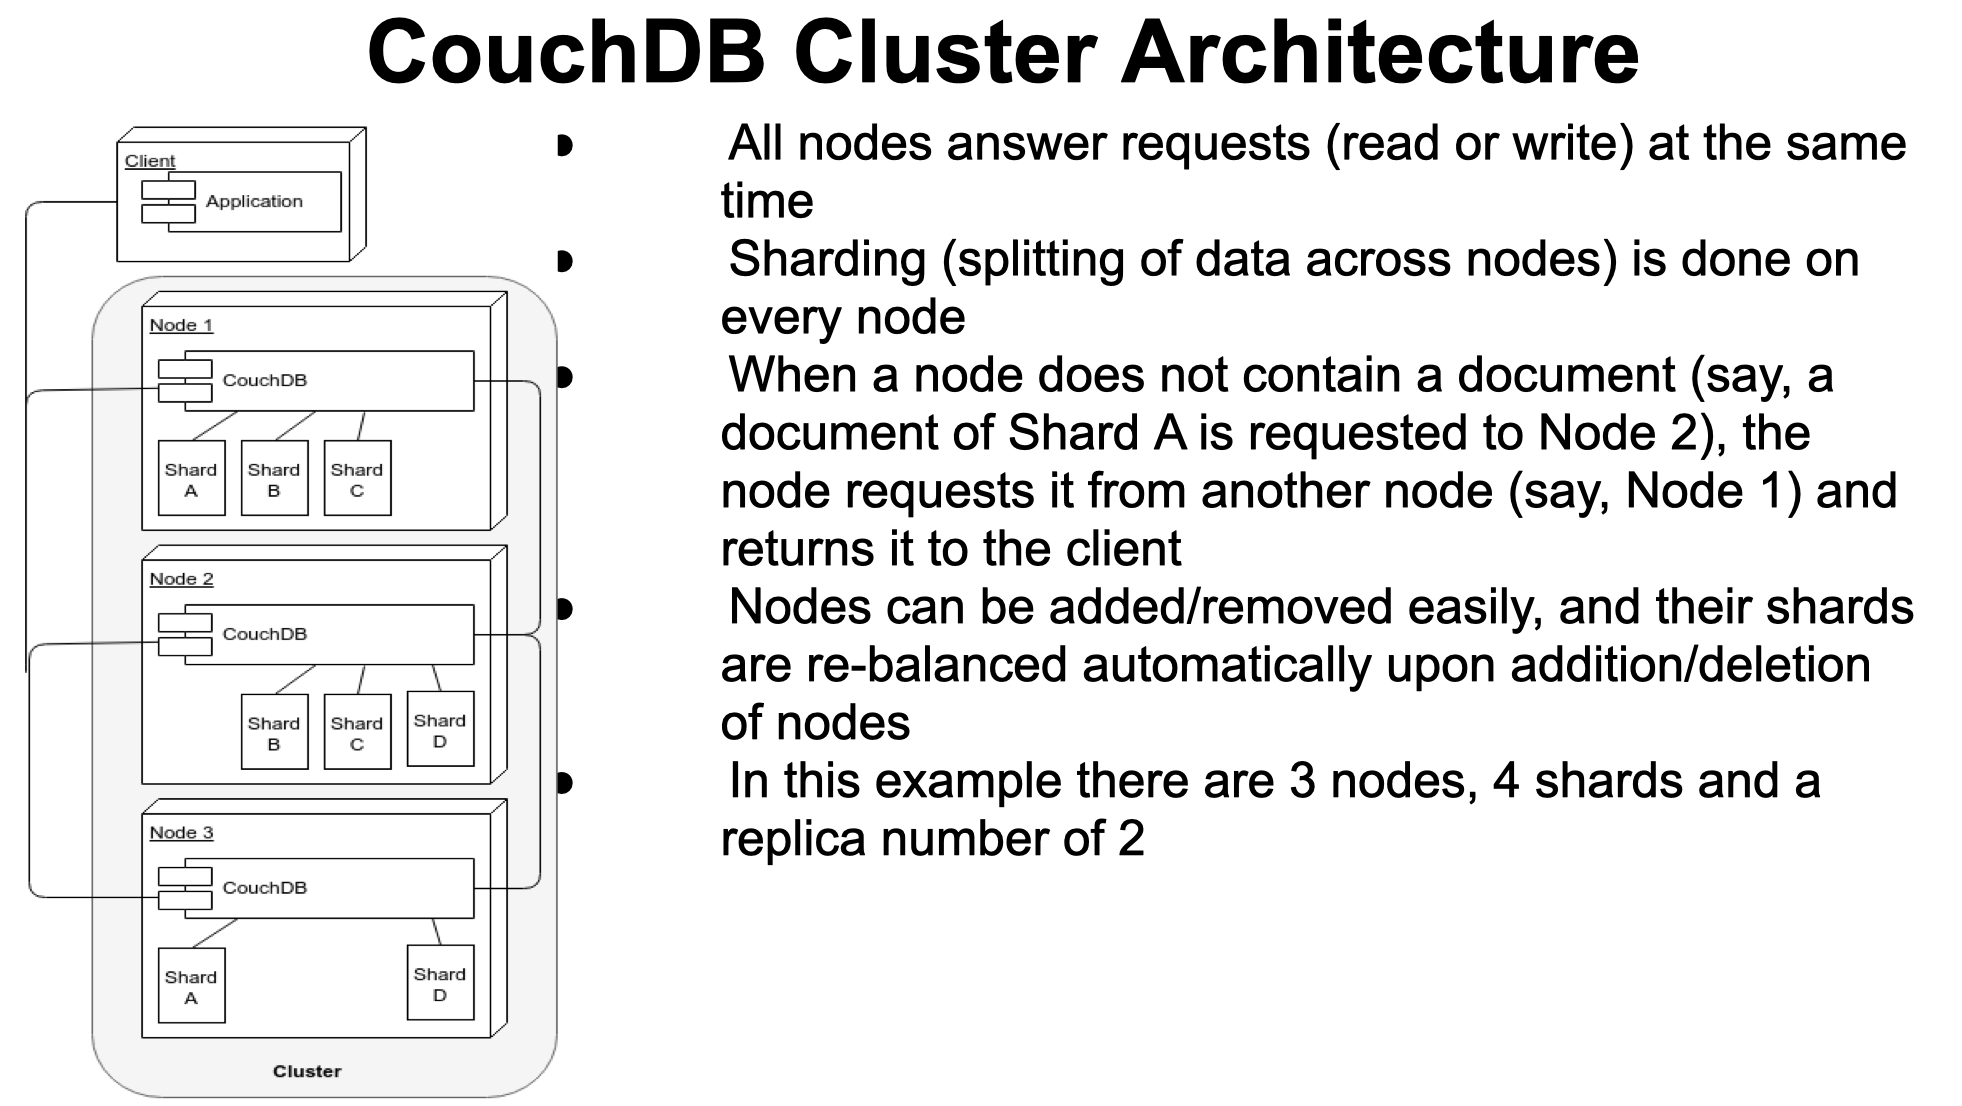 CouchDB Cluster Architecture
Client
Application
Node 1
CouchDB
Shard
A
Shard
B
Shard
C
Node 2
CouchDB
Shard
B
Shard
C
Shard
D
Node 3
CouchDB
Shard
A
Shard
D
Cluster
All nodes answer requests (read or write) at the same
time
Sharding (splitting of data across nodes) is done on
every node
When a node does not contain a document (say, a
document of Shard A is requested to Node 2), the
node requests it from another node (say, Node 1) and
returns it to the client
Nodes can be added/removed easily, and their shards
are re-balanced automatically upon addition/deletion
of nodes
In this example there are 3 nodes, 4 shards and a
replica number of 2